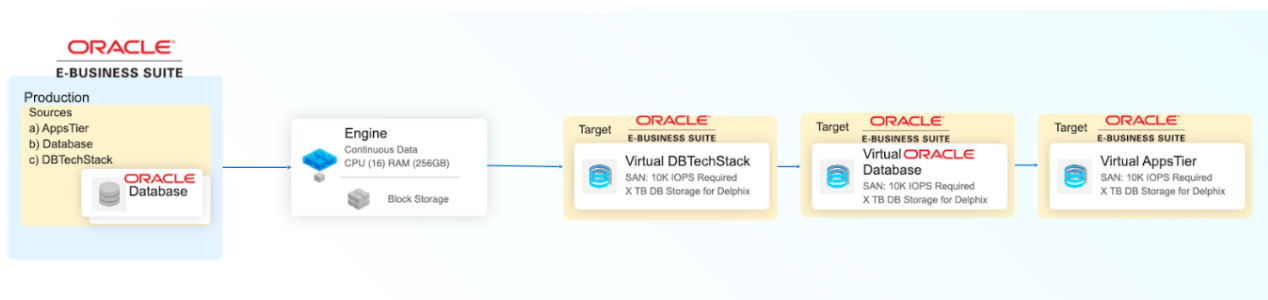 ORACLE
E-BUSINESS SUITE
Production
Sources
a) AppsTier
b) Database
c) DBTechStack
ORACLE
Database
Engine
Continuous Data
CPU (16) RAM (256GB)
Block Storage
Target
ORACLE
E-BUSINESS SUITE
Virtual DBTechStack
SAN: 10K IOPS Required
X TB DB Storage for Delphix
Target
ORACLE
E-BUSINESS SUITE
Virtual ORACLE
Database
SAN: 10K IOPS Required
X TB DB Storage for Delphix
Target
ORACLE
E-BUSINESS SUITE
Virtual AppsTier
SAN: 10K IOPS Required
X TB DB Storage for Delphix